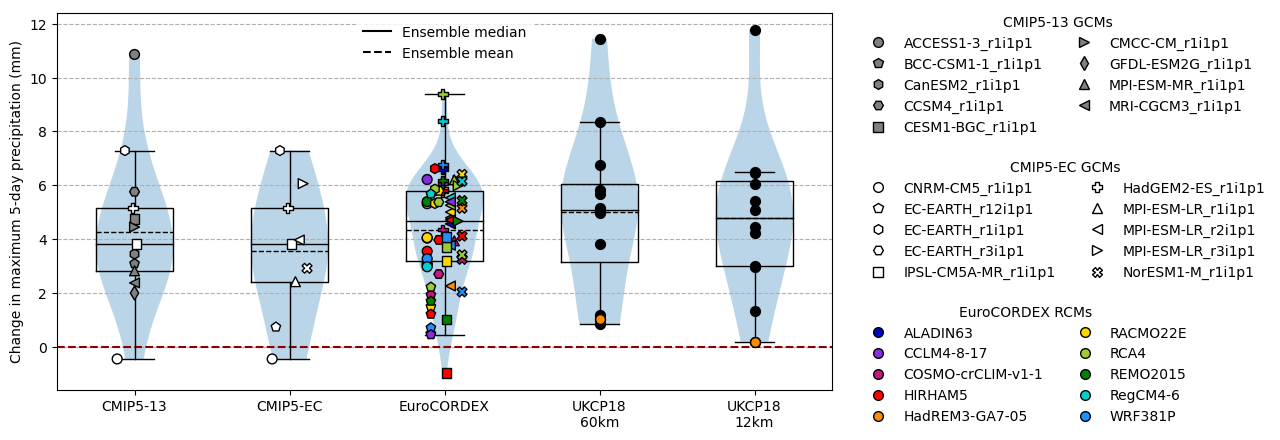 Change in maximum 5-day precipitation (mm)
12
10
8
6
4
2
0
Ensemble median
Ensemble mean
CMIP5-13
CMIP5-EC
EuroCORDEX
UKCP18
60km
UKCP18
12km
CMIP5-13 GCMs
ACCESS1-3_r1i1p1
BCC-CSM1-1_r1i1p1
CanESM2_r1i1p1
CCSM4_r1i1p1
CESM1-BGC_r1i1p1
CMCC-CM_r1i1p1
GFDL-ESM2G_r1i1p1
MPI-ESM-MR_r1i1p1
MRI-CGCM3_r1i1p1
CMIP5-EC GCMs
CNRM-CM5_r1i1p1
EC-EARTH_r12i1p1
EC-EARTH_r1i1p1
EC-EARTH_r3i1p1
IPSL-CM5A-MR_r1i1p1
HadGEM2-ES_r1i1p1
MPI-ESM-LR_r1i1p1
MPI-ESM-LR_r2i1p1
MPI-ESM-LR_r3i1p1
NorESM1-M_r1i1p1
EuroCORDEX RCMs
ALADIN63
CCLM4-8-17
COSMO-crCLIM-v1-1
HIRHAM5
HadREM3-GA7-05
RACMO22E
RCA4
REMO2015
RegCM4-6
WRF381P